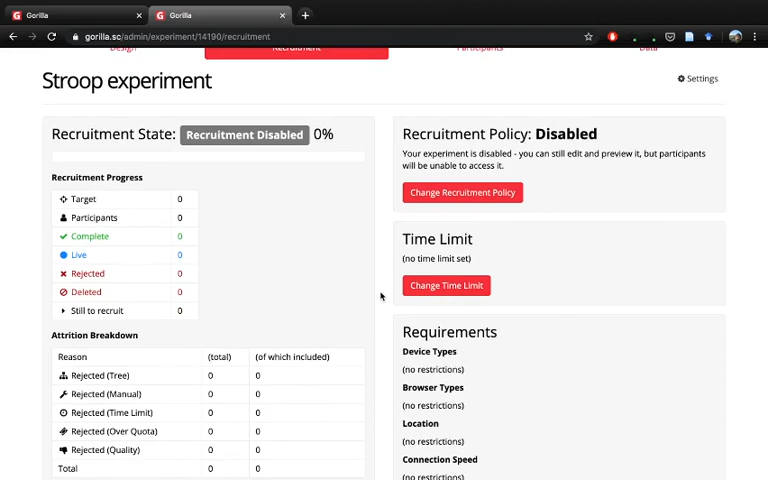 Gorilla
Gorilla
gorilla.sc/admin/experiment/14190/recruitment
Design
Recruitment
Participants
Data
Stroop experiment
Settings
Recruitment State: Recruitment Disabled 0%
Recruitment Progress
Target 0
Participants 0
Complete 0
Live 0
Rejected 0
Deleted 0
Still to recruit 0
Attrition Breakdown
Reason (total) (of which included)
Rejected (Tree) 0 0
Rejected (Manual) 0 0
Rejected (Time Limit) 0 0
Rejected (Over Quota) 0 0
Rejected (Quality) 0 0
Total 0 0
Recruitment Policy: Disabled
Your experiment is disabled - you can still edit and preview it, but participants
will be unable to access it.
Change Recruitment Policy
Time Limit
(no time limit set)
Change Time Limit
Requirements
Device Types
(no restrictions)
Browser Types
(no restrictions)
Location
(no restrictions)
Connection Speed
(no restrictions)